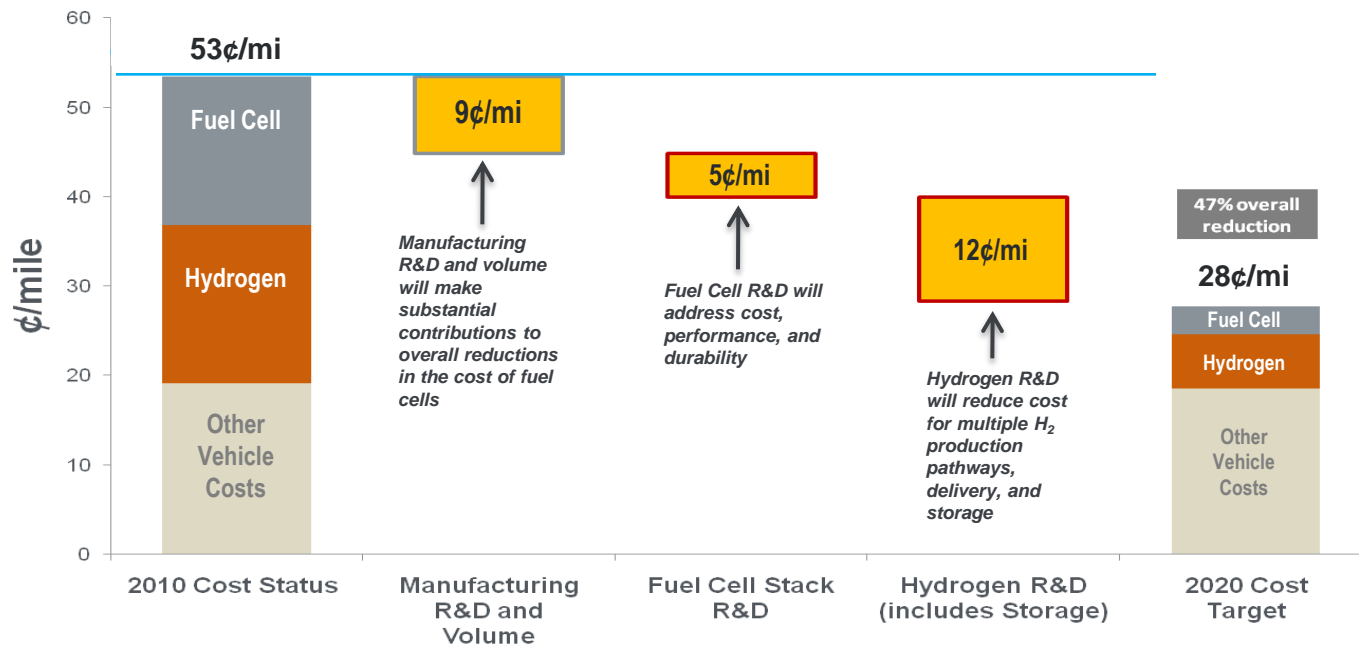 60
50
40
30
20
10
0
¢/mile
53¢/mi
Fuel Cell
Hydrogen
Other
Vehicle
Costs
9¢/mi
Manufacturing
R&D and volume
will make
substantial
contributions to
overall reductions
in the cost of fuel
cells
5¢/mi
Fuel Cell R&D will
address cost,
performance, and
durability
12¢/mi
Hydrogen R&D
will reduce cost
for multiple H₂
production
pathways,
delivery, and
storage
47% overall
reduction
28¢/mi
Fuel Cell
Hydrogen
Other
Vehicle
Costs
2010 Cost Status
Manufacturing
R&D and
Volume
Fuel Cell Stack
R&D
Hydrogen R&D
(includes Storage)
2020 Cost
Target